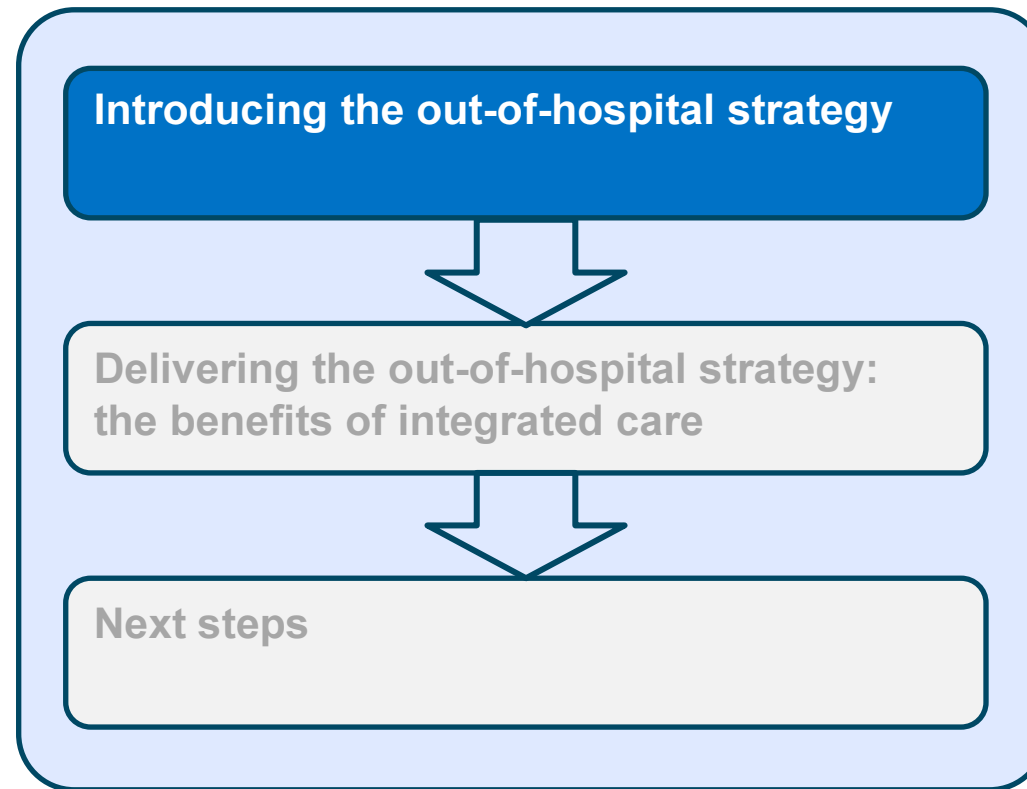 Introducing the out-of-hospital strategy
Delivering the out-of-hospital strategy:
the benefits of integrated care
Next steps